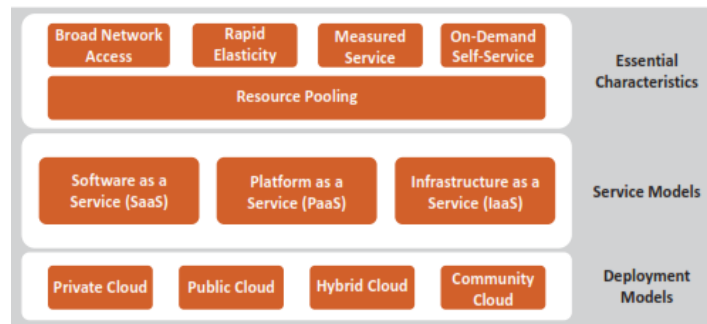 Broad Network
Access
Rapid
Elasticity
Measured
Service
On-Demand
Self-Service
Resource Pooling
Essential
Characteristics
Software as a
Service (SaaS)
Platform as a
Service (PaaS)
Infrastructure as a
Service (IaaS)
Service Models
Private Cloud
Public Cloud
Hybrid Cloud
Community
Cloud
Deployment
Models